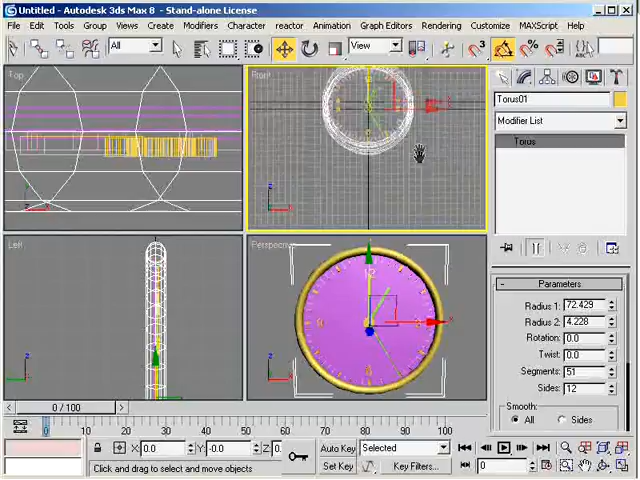 Untitled - Autodesk 3ds Max 8 - Stand-alone License
File Edit Tools Group Views Create Modifiers Character reactor Animation Graph Editors Rendering Customize MAXScript Help
All View
Top Front
Torus01
Modifier List
Torus
Left Perspective
12
Parameters
Radius 1: 72.429
Radius 2: 4.228
Rotation: 0.0
Twist: 0.0
Segments: 51
Sides: 12
Smooth:
All Sides
0 / 100
0 10 20 30 40 50 60 70 80 90 100
X: 0.0 Y: -0.0 Z: 0. Auto Key Selected
Click and drag to select and move objects Set Key Key Filters... 0